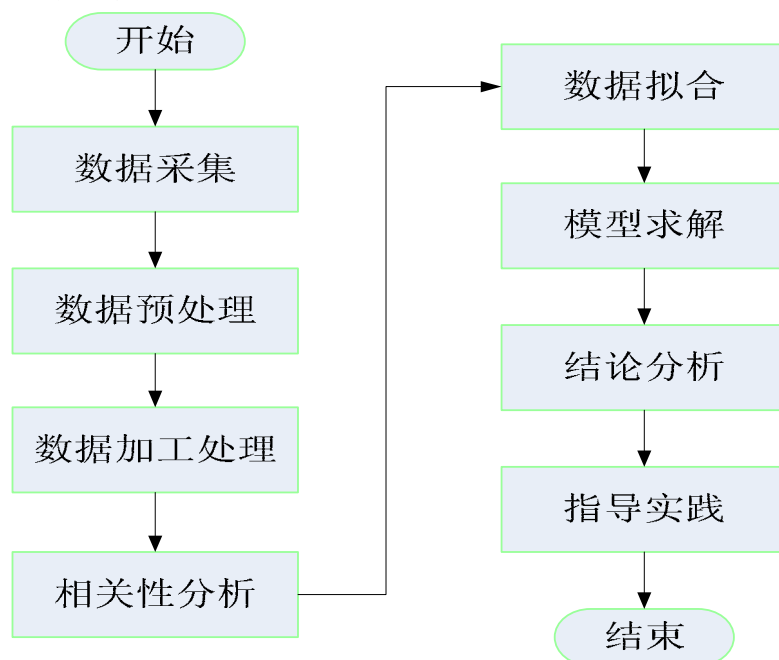 开始
数据采集
数据预处理
数据加工处理
相关性分析
数据拟合
模型求解
结论分析
指导实践
结束